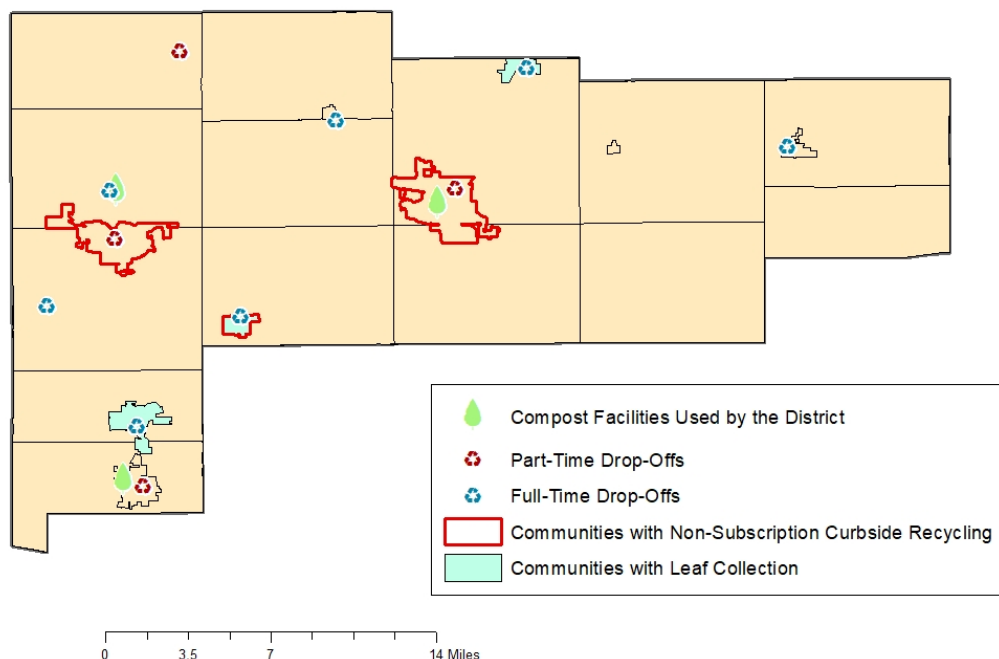 Compost Facilities Used by the District
Part-Time Drop-Offs
Full-Time Drop-Offs
Communities with Non-Subscription Curbside Recycling
Communities with Leaf Collection
0 3.5 7 14 Miles